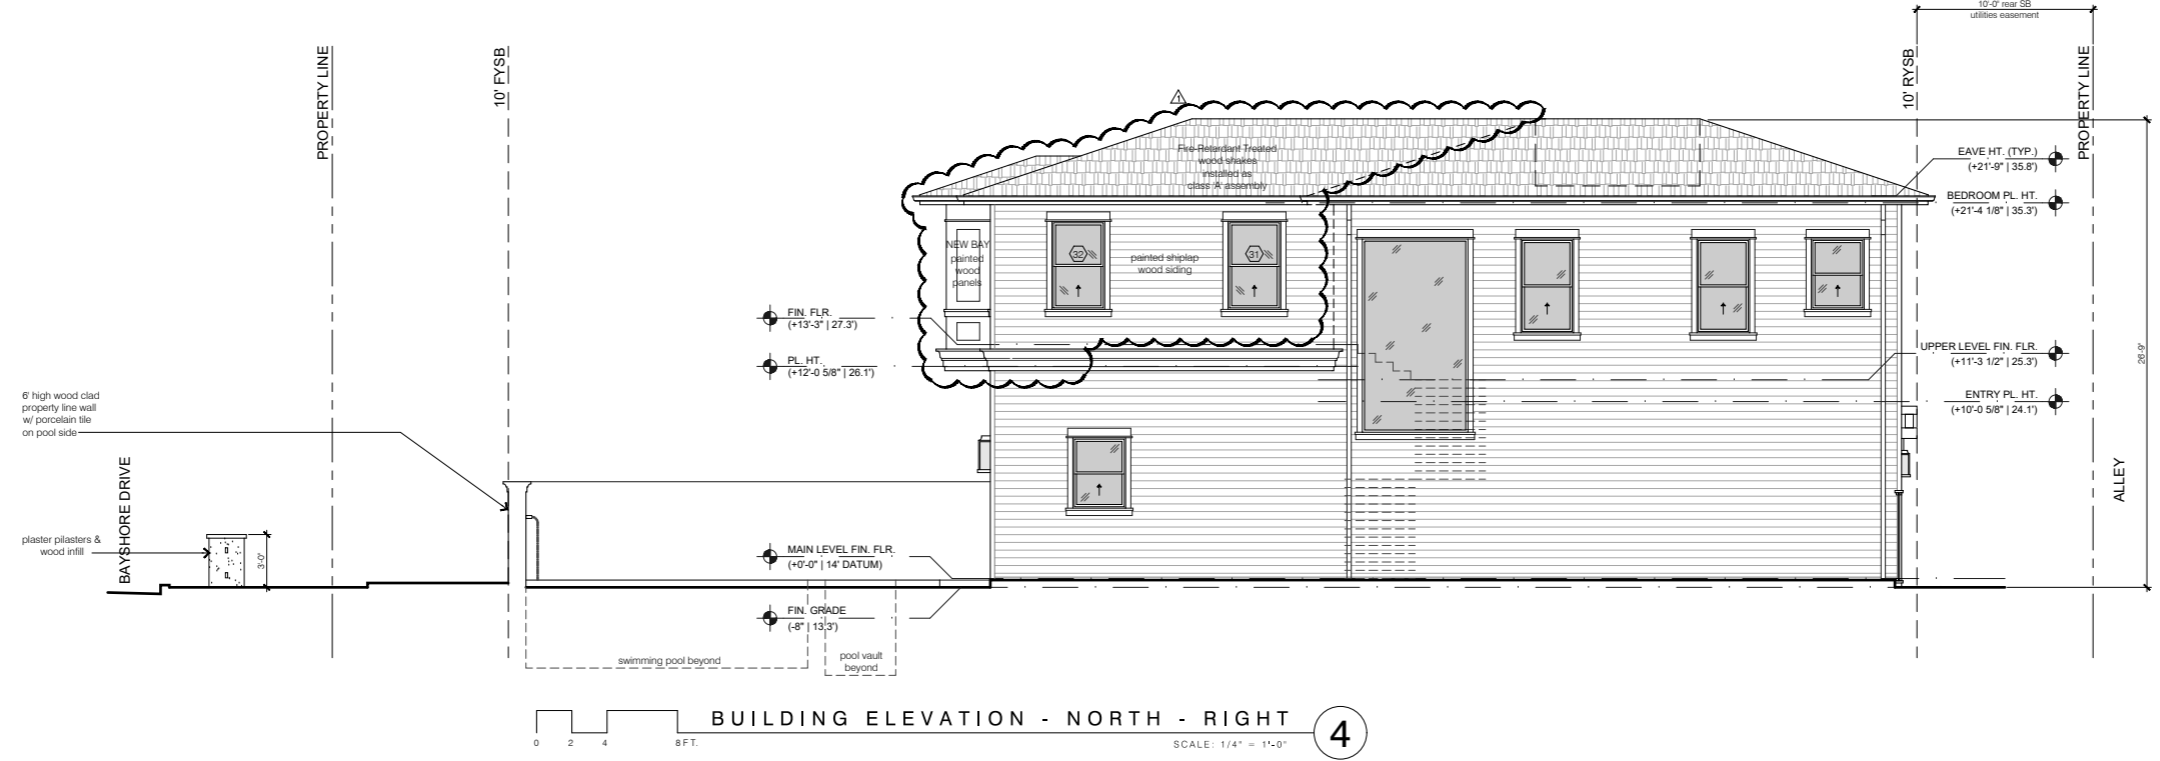 10'-0" rear SB
utilities easement
PROPERTY LINE
10' FYSB
10' RYSB
PROPERTY LINE
1
Fire-Retardant Treated
wood shakes
installed as
class 'A' assembly
EAVE HT. (TYP.)
(+21'-9" | 35.8')
BEDROOM PL. HT.
(+21'-4 1/8" | 35.3')
NEW BAY
painted
wood
panels
32
painted shiplap
wood siding
31
FIN. FLR.
(+13'-3" | 27.3')
PL. HT.
(+12'-0 5/8" | 26.1')
UPPER LEVEL FIN. FLR.
(+11'-3 1/2" | 25.3')
26'-9"
ENTRY PL. HT.
(+10'-0 5/8" | 24.1')
6' high wood clad
property line wall
w/ porcelain tile
on pool side
BAYSHORE DRIVE
ALLEY
plaster pilasters &
wood infill
3'-0"
MAIN LEVEL FIN. FLR.
(+0'-0" | 14' DATUM)
FIN. GRADE
(-8" | 13.3')
swimming pool beyond
pool vault
beyond
BUILDING ELEVATION - NORTH - RIGHT
4
0 2 4 8 FT.
SCALE: 1/4" = 1'-0"